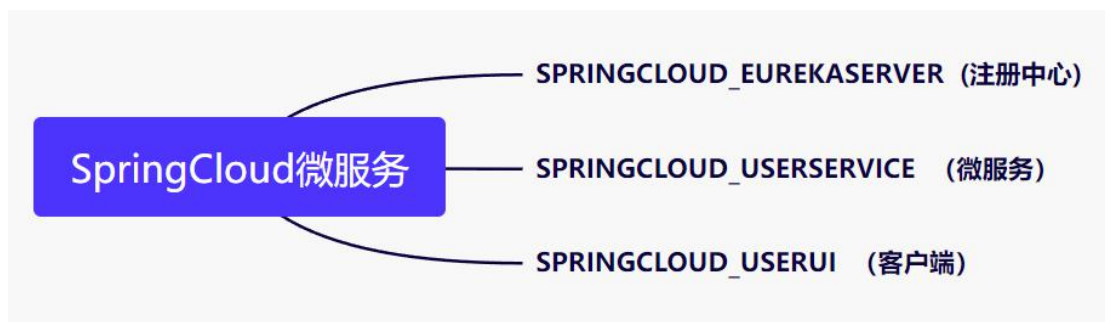 SPRINGCLOUD_EUREKASERVER (注册中心)
SpringCloud微服务
SPRINGCLOUD_USERSERVICE （微服务）
SPRINGCLOUD_USERUI （客户端）